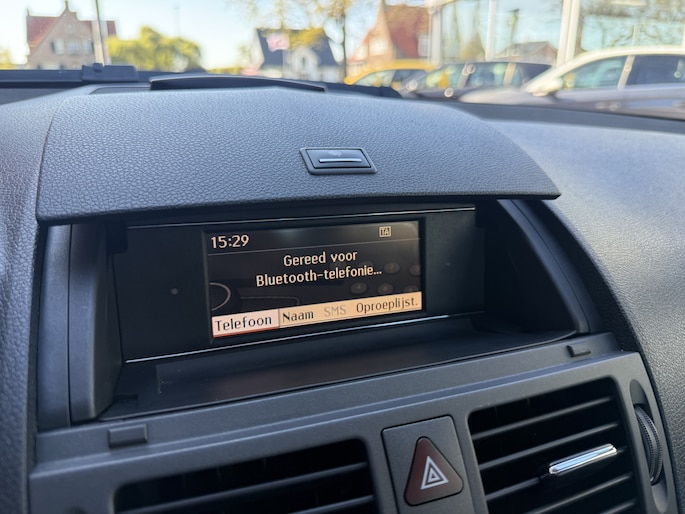 15:29 TA
Gereed voor
Bluetooth-telefonie...
Telefoon Naam SMS Oproeplijst.